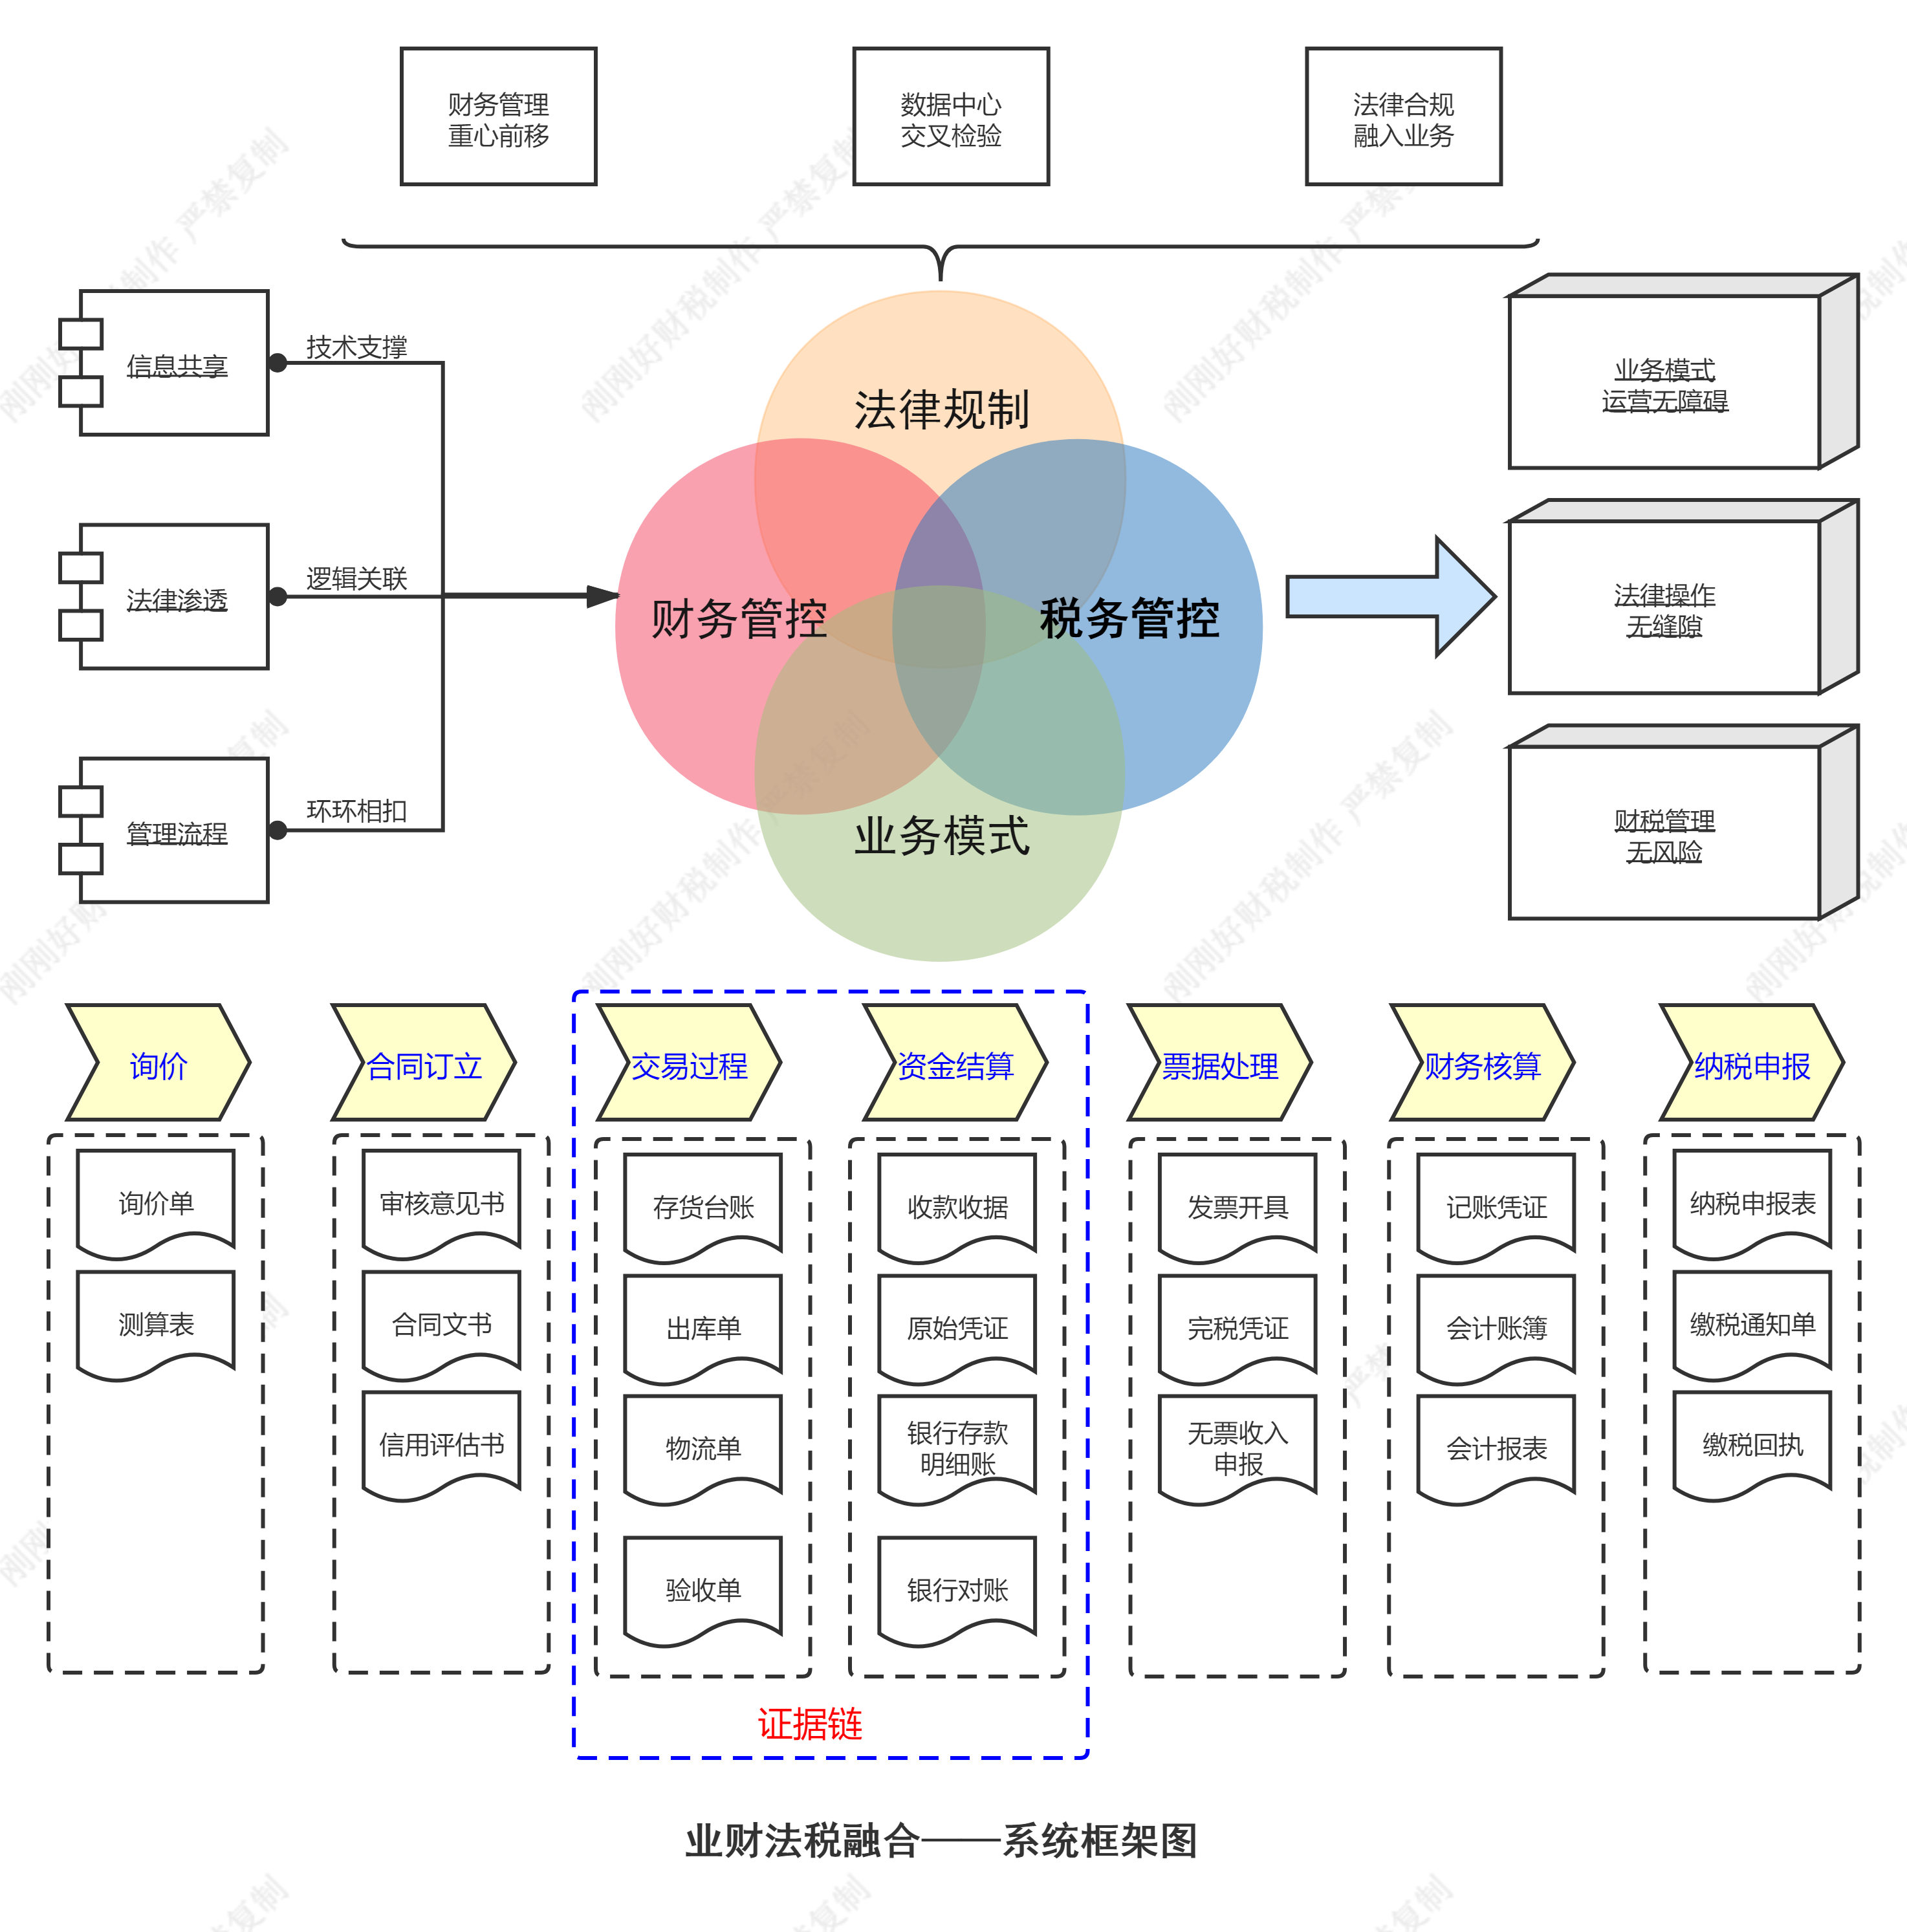 财务管理
重心前移
数据中心
交叉检验
法律合规
融入业务
信息共享
技术支撑
法律渗透
逻辑关联
管理流程
环环相扣
法律规制
财务管控
税务管控
业务模式
业务模式
运营无障碍
法律操作
无缝隙
财税管理
无风险
询价
合同订立
交易过程
资金结算
票据处理
财务核算
纳税申报
询价单
测算表
审核意见书
合同文书
信用评估书
存货台账
出库单
物流单
验收单
收款收据
原始凭证
银行存款
明细账
银行对账
发票开具
完税凭证
无票收入
申报
记账凭证
会计账簿
会计报表
纳税申报表
缴税通知单
缴税回执
证据链
业财法税融合——系统框架图
刚刚好财税制作 严禁复制